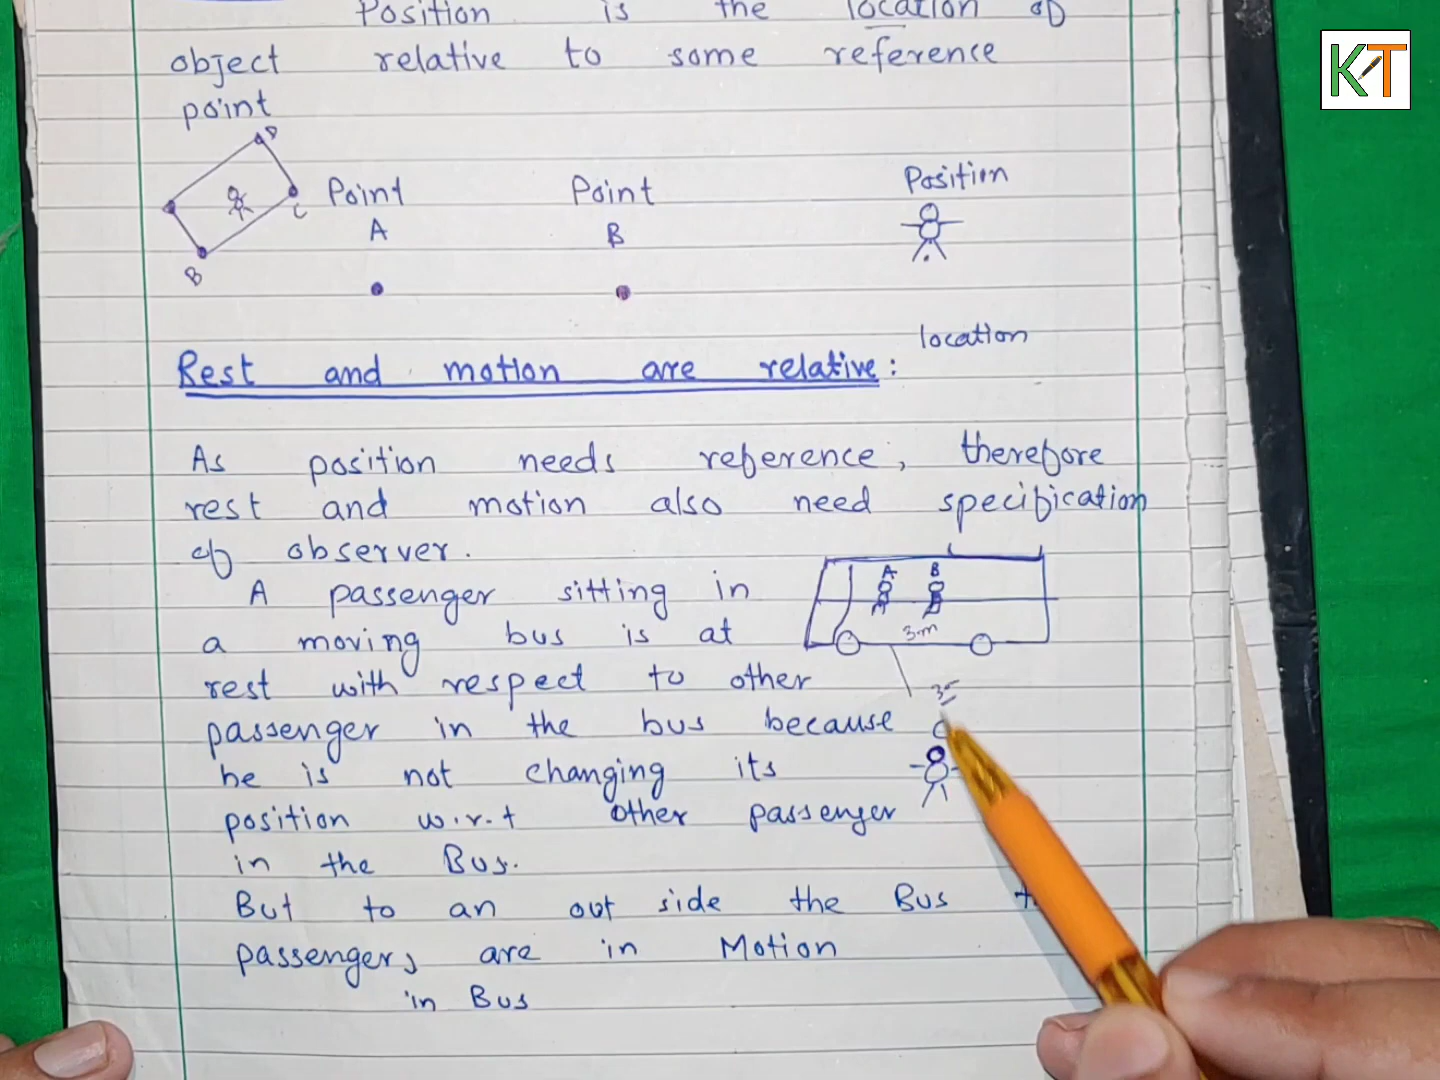 Position is the location of
object relative to some reference
point
D
C
B
Point A
Point B
Position
location
Rest and motion are relative:
As position needs reference, therefore
rest and motion also need specification
of observer.
A passenger sitting in
a moving bus is at
rest with respect to other
passenger in the bus because
he is not changing its
position w.r.t other passenger
in the Bus.
But to an out side the Bus
passengers are in Motion
in Bus
A B
3m
KT